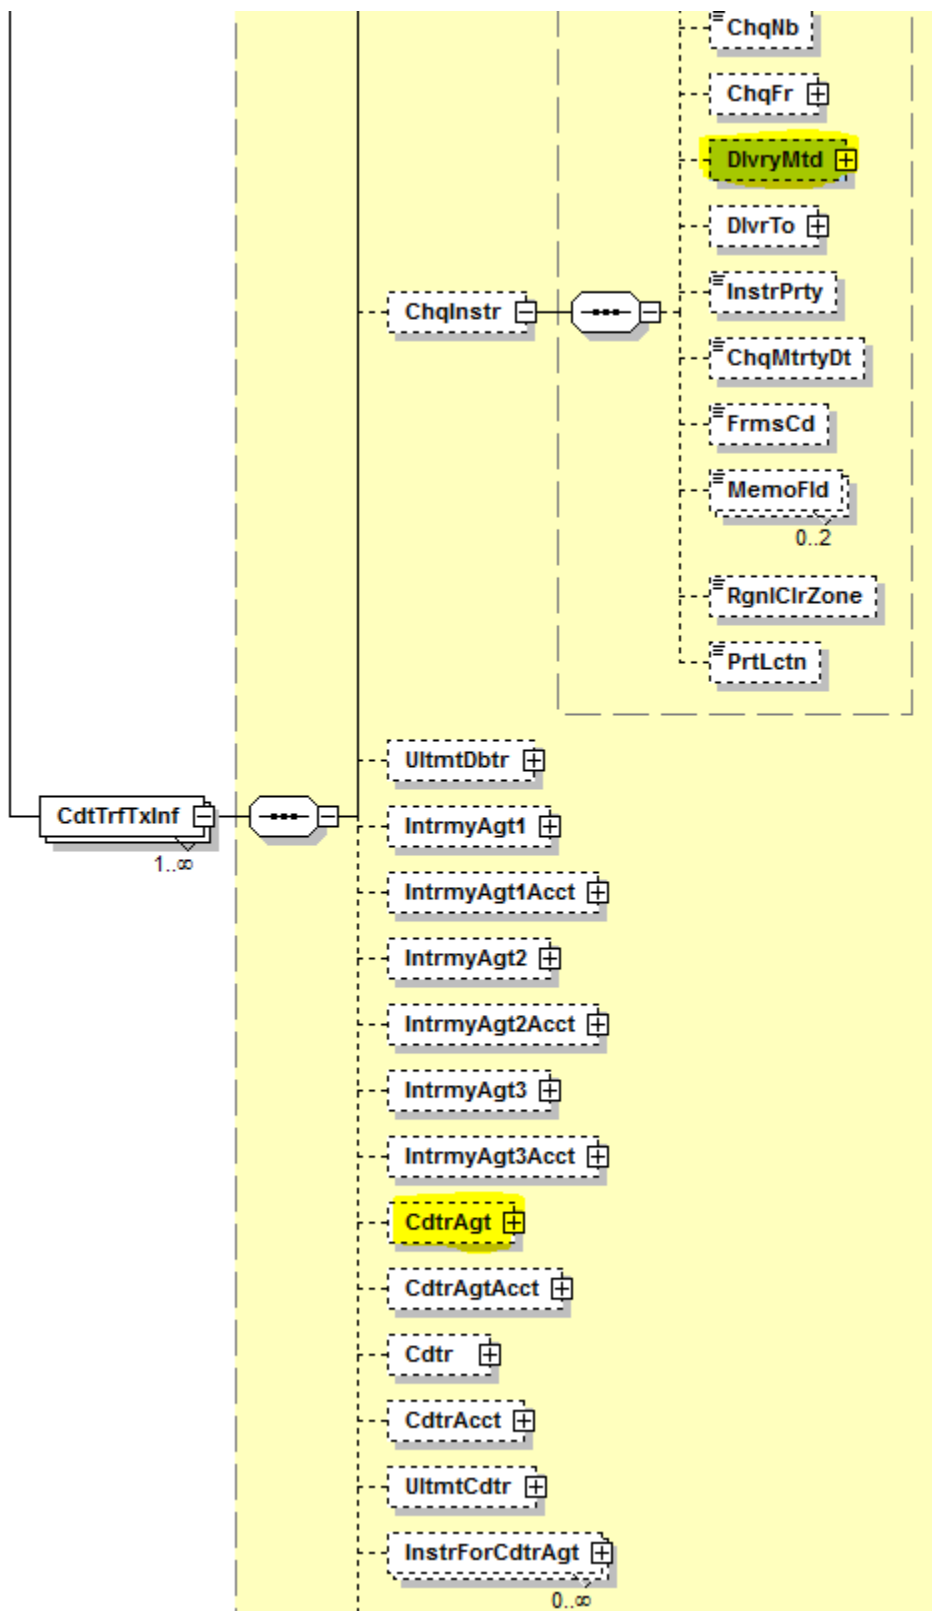 ChqNb
ChqFr
DlvryMtd
DlvrTo
ChqInstr
InstrPrty
ChqMtrtyDt
FrmsCd
MemoFld
0..2
RgnlClrZone
PrtLctn
UltmtDbtr
CdtTrfTxInf
1..∞
IntrmyAgt1
IntrmyAgt1Acct
IntrmyAgt2
IntrmyAgt2Acct
IntrmyAgt3
IntrmyAgt3Acct
CdtrAgt
CdtrAgtAcct
Cdtr
CdtrAcct
UltmtCdtr
InstrForCdtrAgt
0..∞